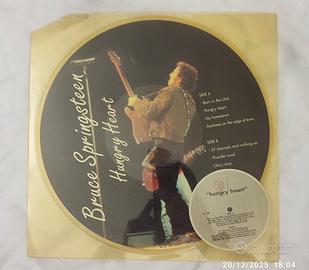 Bruce Springsteen
Hungry Heart
SIDE A
- Born in the USA
- Hungry heart
- My hometown
- Darkness on the edge of town
SIDE B
- 57 channels and nothing on
- Thunder road
- Glory days
"hungry heart"
subito
20/12/2025 18:04